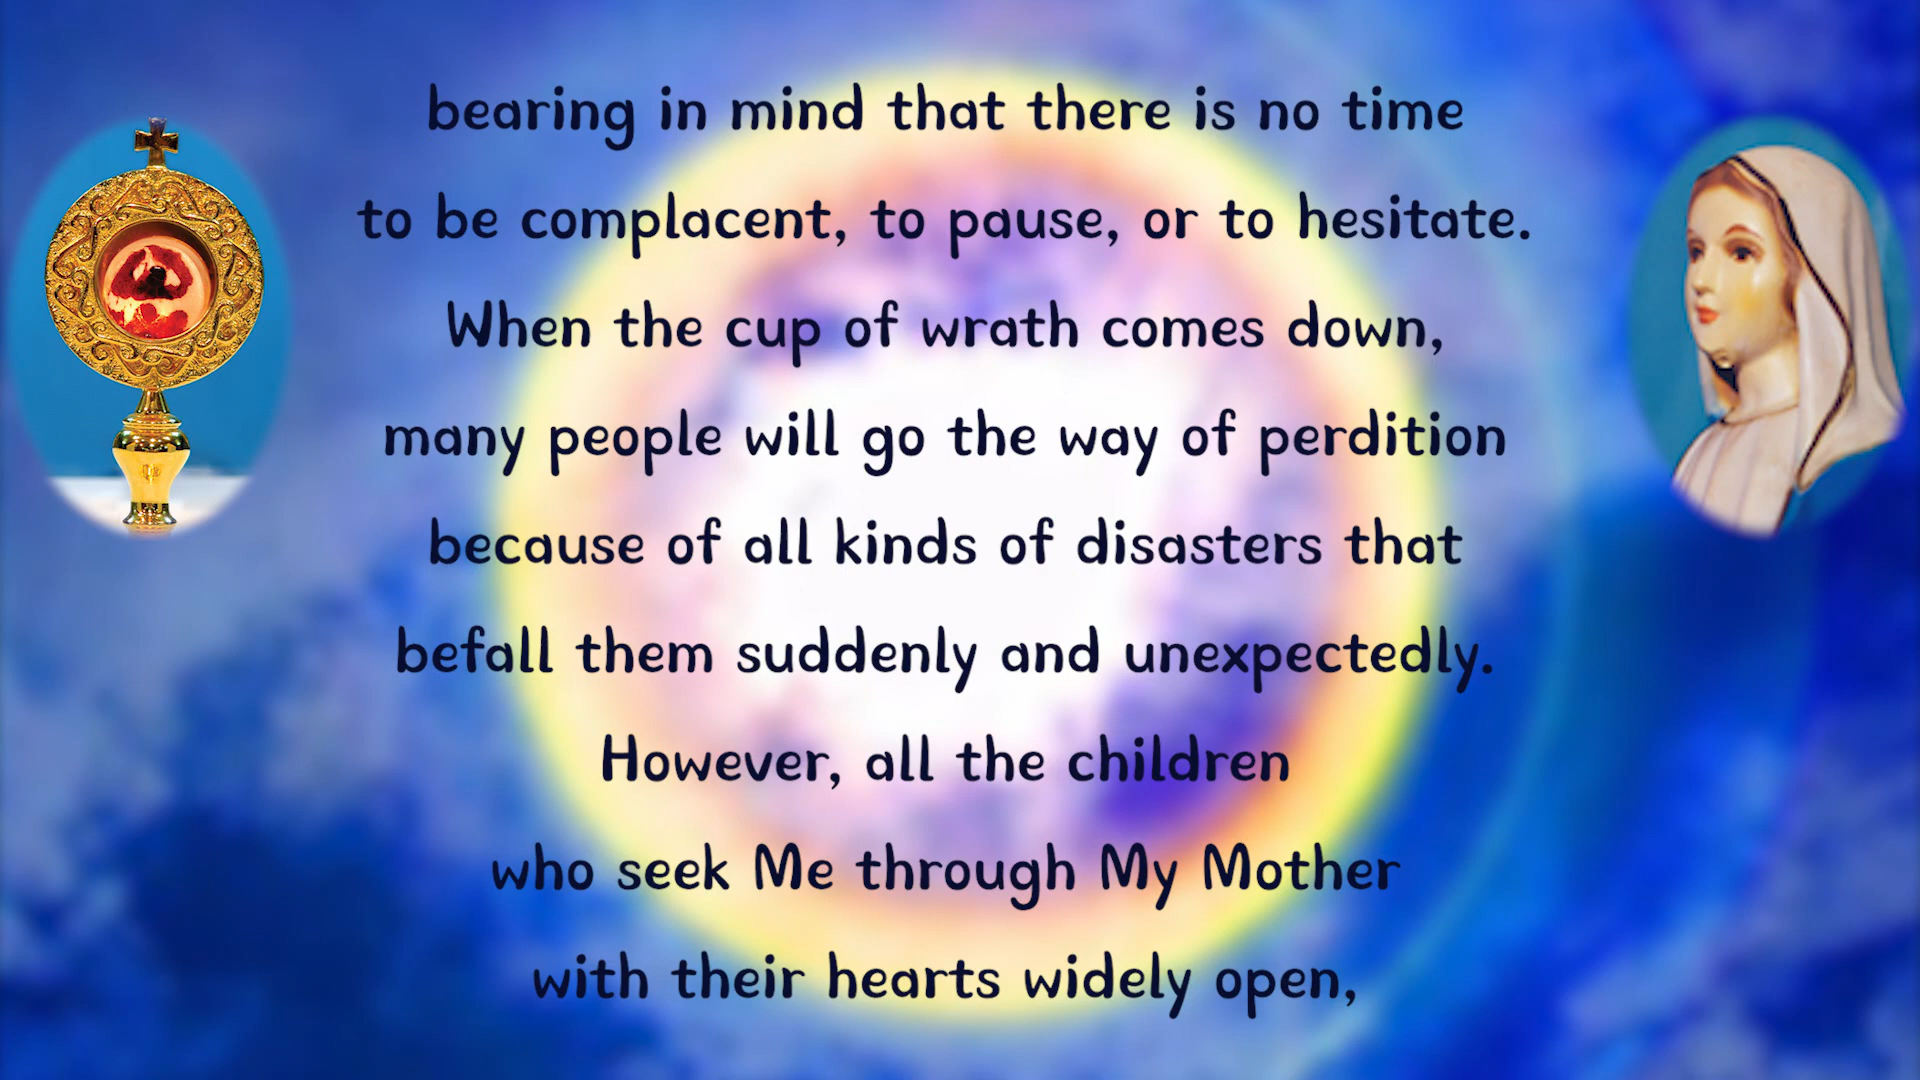 bearing in mind that there is no time
to be complacent, to pause, or to hesitate.
When the cup of wrath comes down,
many people will go the way of perdition
because of all kinds of disasters that
befall them suddenly and unexpectedly.
However, all the children
who seek Me through My Mother
with their hearts widely open,